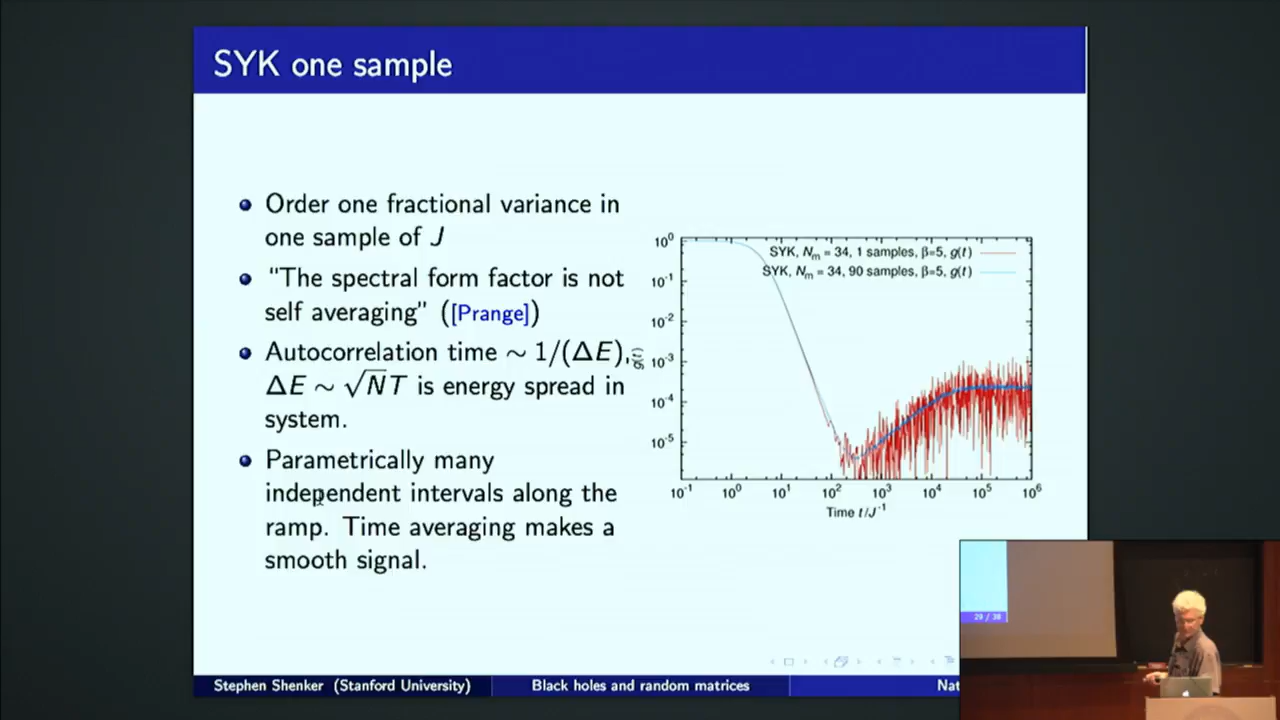 SYK one sample
Order one fractional variance in
one sample of J
"The spectral form factor is not
self averaging" ([Prange])
Autocorrelation time ∼ 1/(ΔE),
ΔE ∼ √NT is energy spread in
system.
Parametrically many
independent intervals along the
ramp. Time averaging makes a
smooth signal.
SYK, Nm = 34, 1 samples, β=5, g(t)
SYK, Nm = 34, 90 samples, β=5, g(t)
g(t)
10⁰
10⁻¹
10⁻²
10⁻³
10⁻⁴
10⁻⁵
10⁻¹ 10⁰ 10¹ 10² 10³ 10⁴ 10⁵ 10⁶
Time t/J⁻¹
29 / 38
Stephen Shenker (Stanford University) Black holes and random matrices Nat